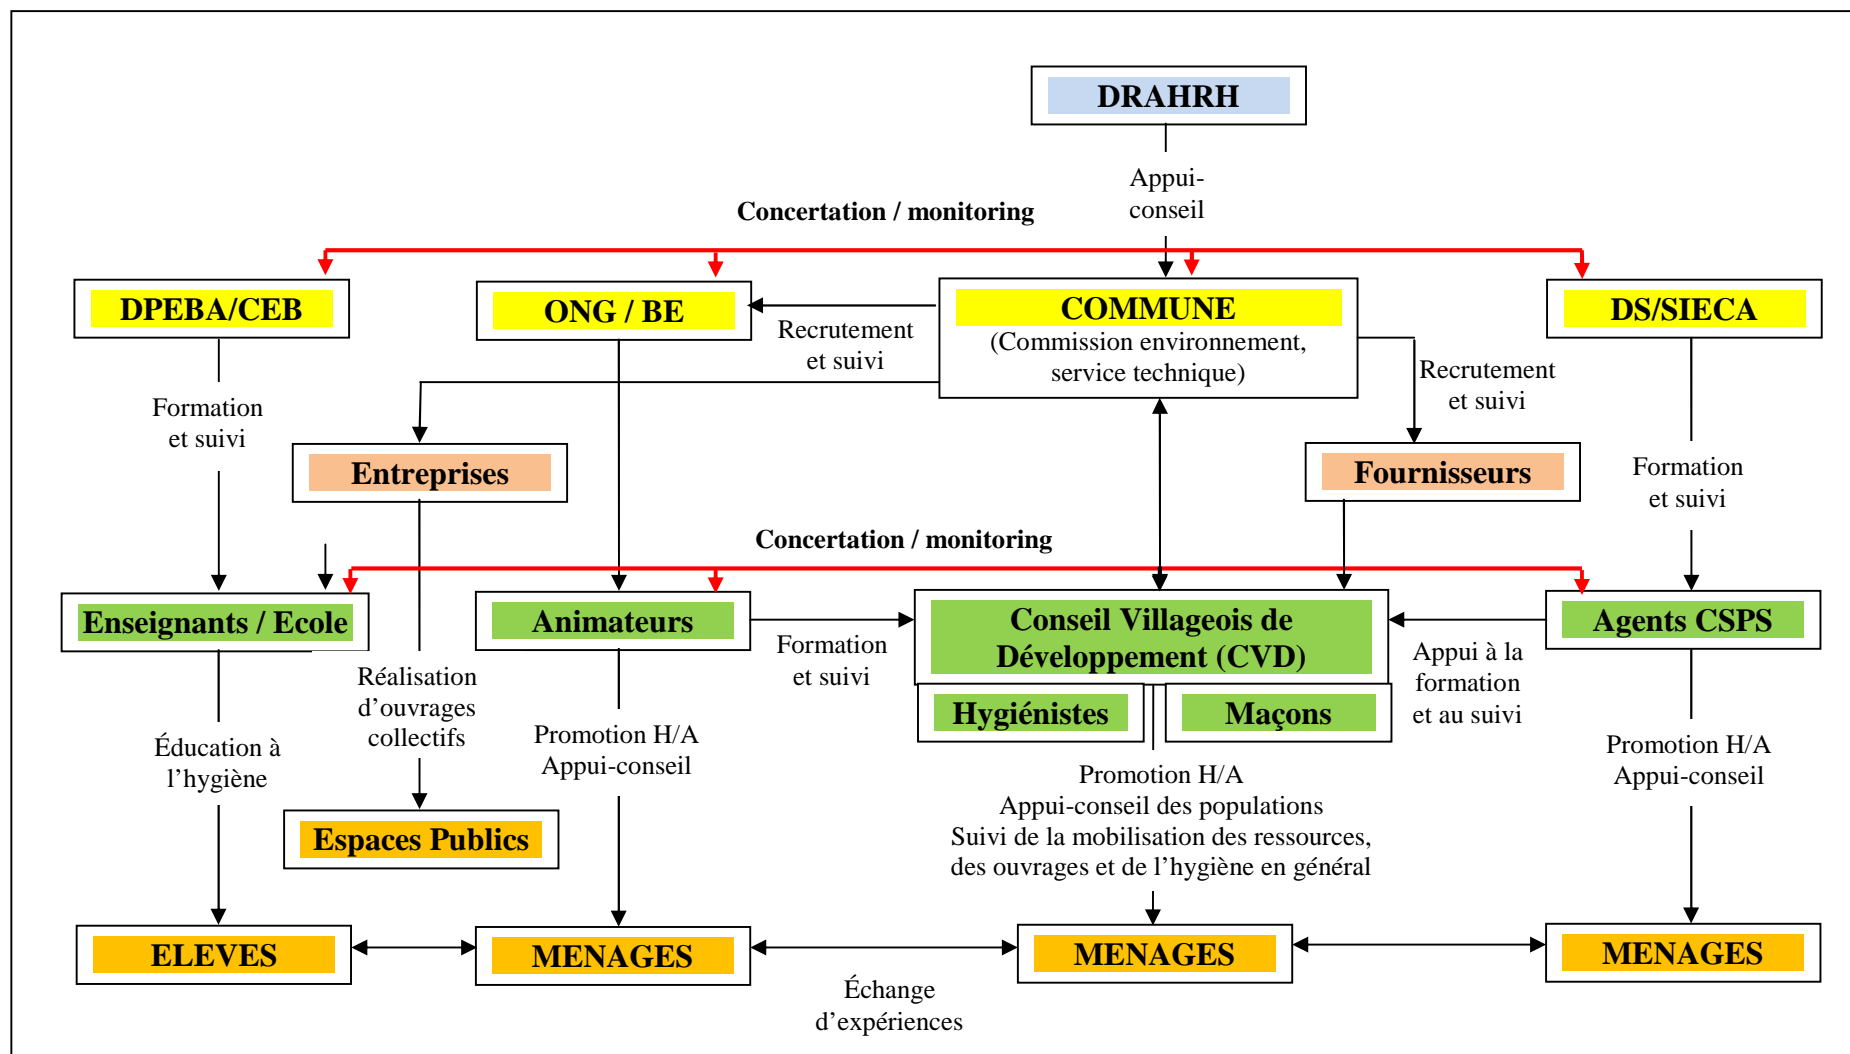 DRAHRH
Appui-
conseil
Concertation / monitoring
DPEBA/CEB
ONG / BE
COMMUNE
(Commission environnement,
service technique)
DS/SIECA
Recrutement
et suivi
Recrutement
et suivi
Formation
et suivi
Entreprises
Fournisseurs
Formation
et suivi
Concertation / monitoring
Enseignants / Ecole
Animateurs
Formation
et suivi
Conseil Villageois de
Développement (CVD)
Hygiénistes
Maçons
Appui à la
formation
et au suivi
Agents CSPS
Réalisation
d’ouvrages
collectifs
Éducation à
l’hygiène
Promotion H/A
Appui-conseil
Promotion H/A
Appui-conseil des populations
Suivi de la mobilisation des ressources,
des ouvrages et de l’hygiène en général
Promotion H/A
Appui-conseil
Espaces Publics
ELEVES
MENAGES
MENAGES
MENAGES
Échange
d’expériences